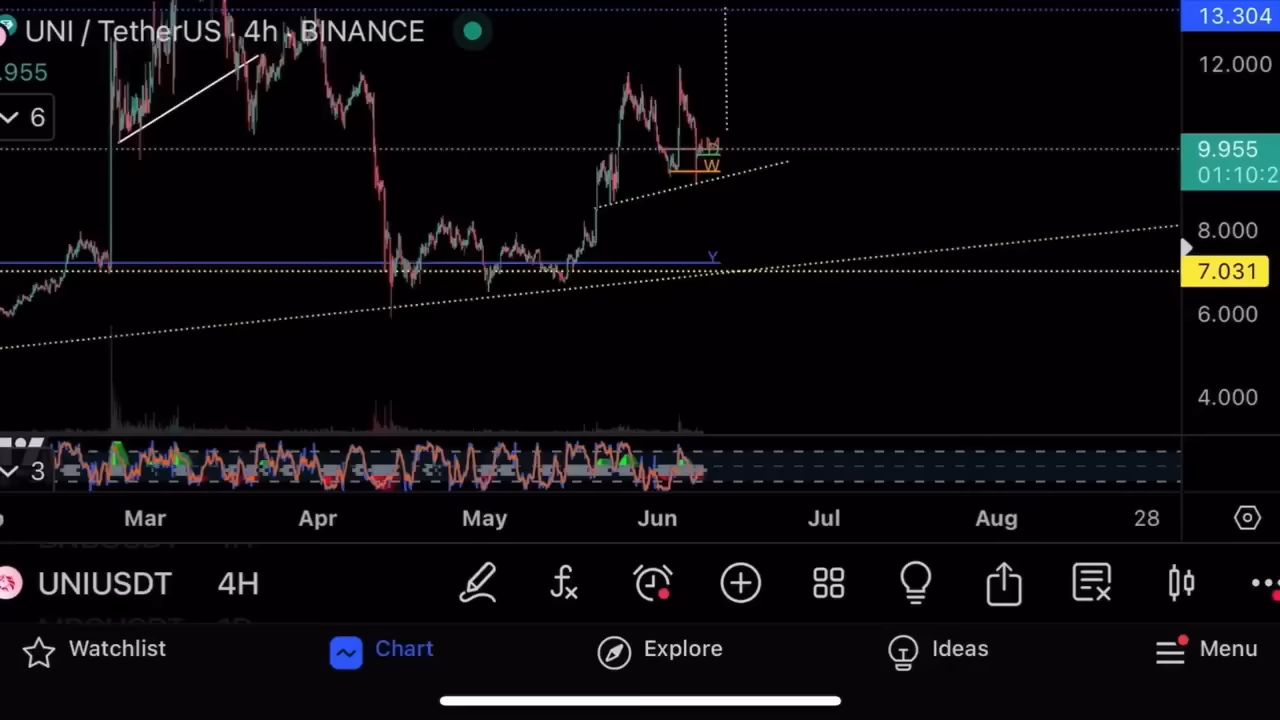 13.304
UNI / TetherUS · 4h · BINANCE
12.000
.955
6
9.955
01:10:2
W
8.000
Y
7.031
6.000
4.000
3
Mar Apr May Jun Jul Aug 28
UNIUSDT 4H
Watchlist Chart Explore Ideas Menu